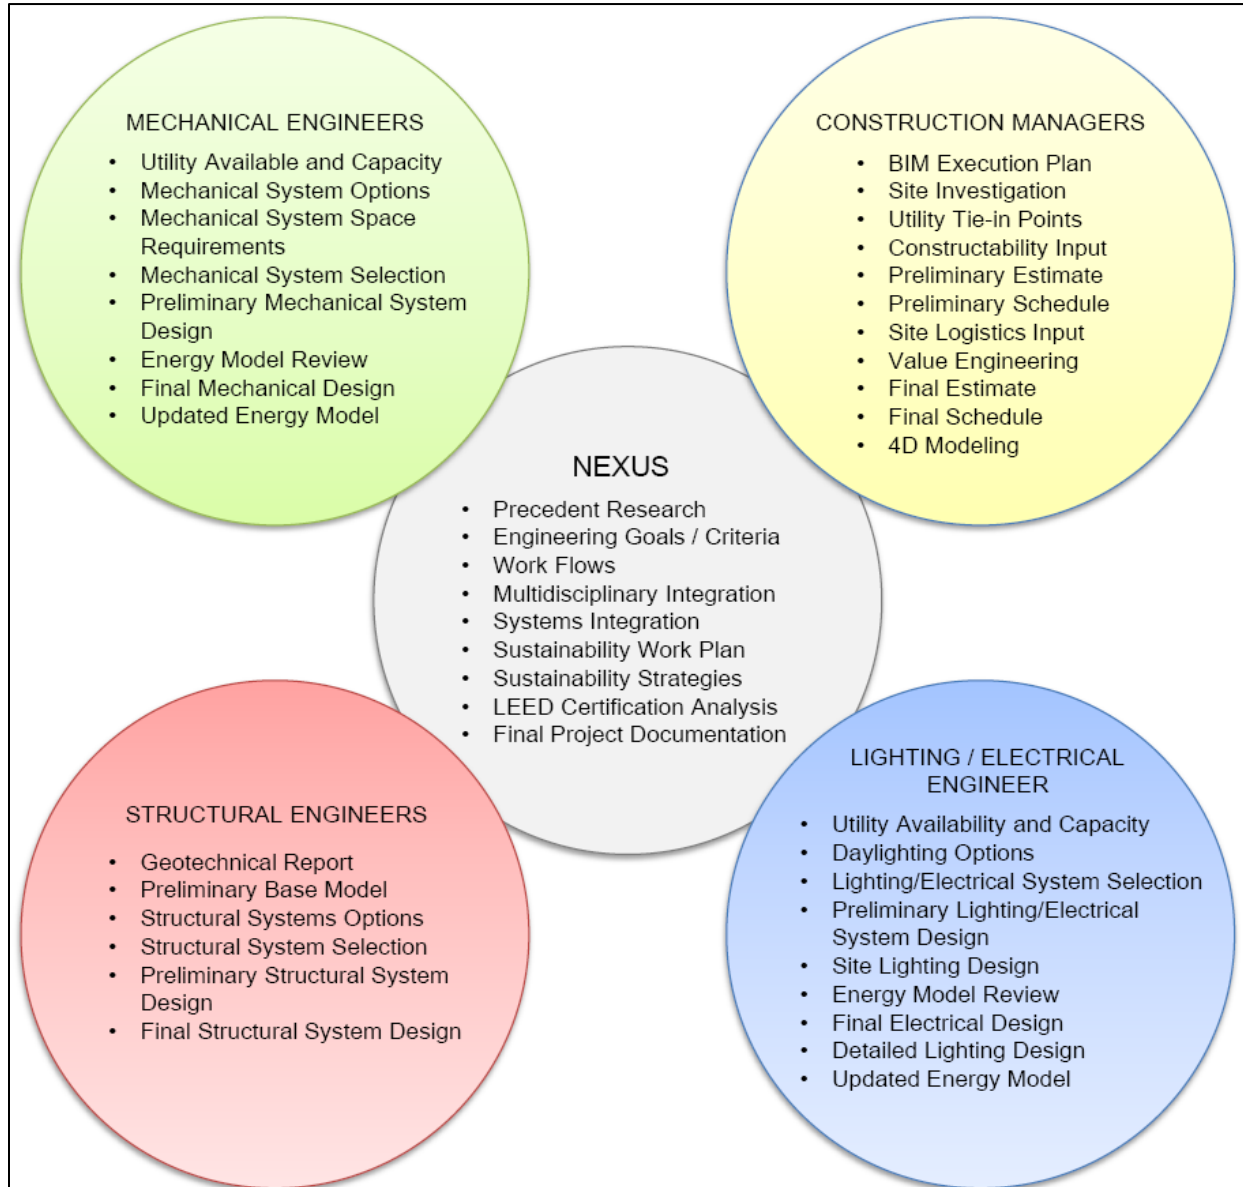 MECHANICAL ENGINEERS
• Utility Available and Capacity
• Mechanical System Options
• Mechanical System Space
Requirements
• Mechanical System Selection
• Preliminary Mechanical System
Design
• Energy Model Review
• Final Mechanical Design
• Updated Energy Model
CONSTRUCTION MANAGERS
• BIM Execution Plan
• Site Investigation
• Utility Tie-in Points
• Constructability Input
• Preliminary Estimate
• Preliminary Schedule
• Site Logistics Input
• Value Engineering
• Final Estimate
• Final Schedule
• 4D Modeling
NEXUS
• Precedent Research
• Engineering Goals / Criteria
• Work Flows
• Multidisciplinary Integration
• Systems Integration
• Sustainability Work Plan
• Sustainability Strategies
• LEED Certification Analysis
• Final Project Documentation
STRUCTURAL ENGINEERS
• Geotechnical Report
• Preliminary Base Model
• Structural Systems Options
• Structural System Selection
• Preliminary Structural System
Design
• Final Structural System Design
LIGHTING / ELECTRICAL
ENGINEER
• Utility Availability and Capacity
• Daylighting Options
• Lighting/Electrical System Selection
• Preliminary Lighting/Electrical
System Design
• Site Lighting Design
• Energy Model Review
• Final Electrical Design
• Detailed Lighting Design
• Updated Energy Model